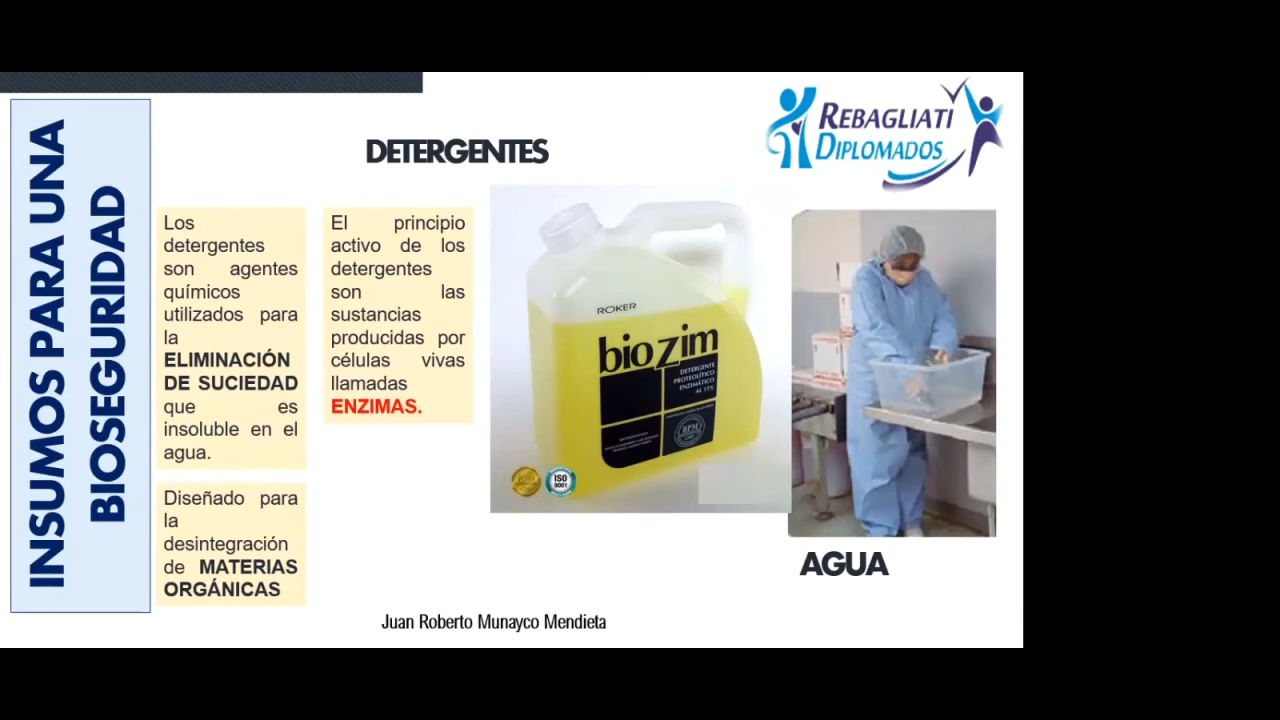 INSUMOS PARA UNA
BIOSEGURIDAD
DETERGENTES
REBAGLIATI
DIPLOMADOS
Los
detergentes
son agentes
químicos
utilizados para
la
ELIMINACIÓN
DE SUCIEDAD
que es
insoluble en el
agua.
Diseñado para
la
desintegración
de MATERIAS
ORGÁNICAS
El principio
activo de los
detergentes
son las
sustancias
producidas por
células vivas
llamadas
ENZIMAS.
ROKER
biozim
DETERGENTE
PROTEOLÍTICO
ENZIMÁTICO
AL 15%
BPM
ISO
9001
AGUA
Juan Roberto Munayco Mendieta